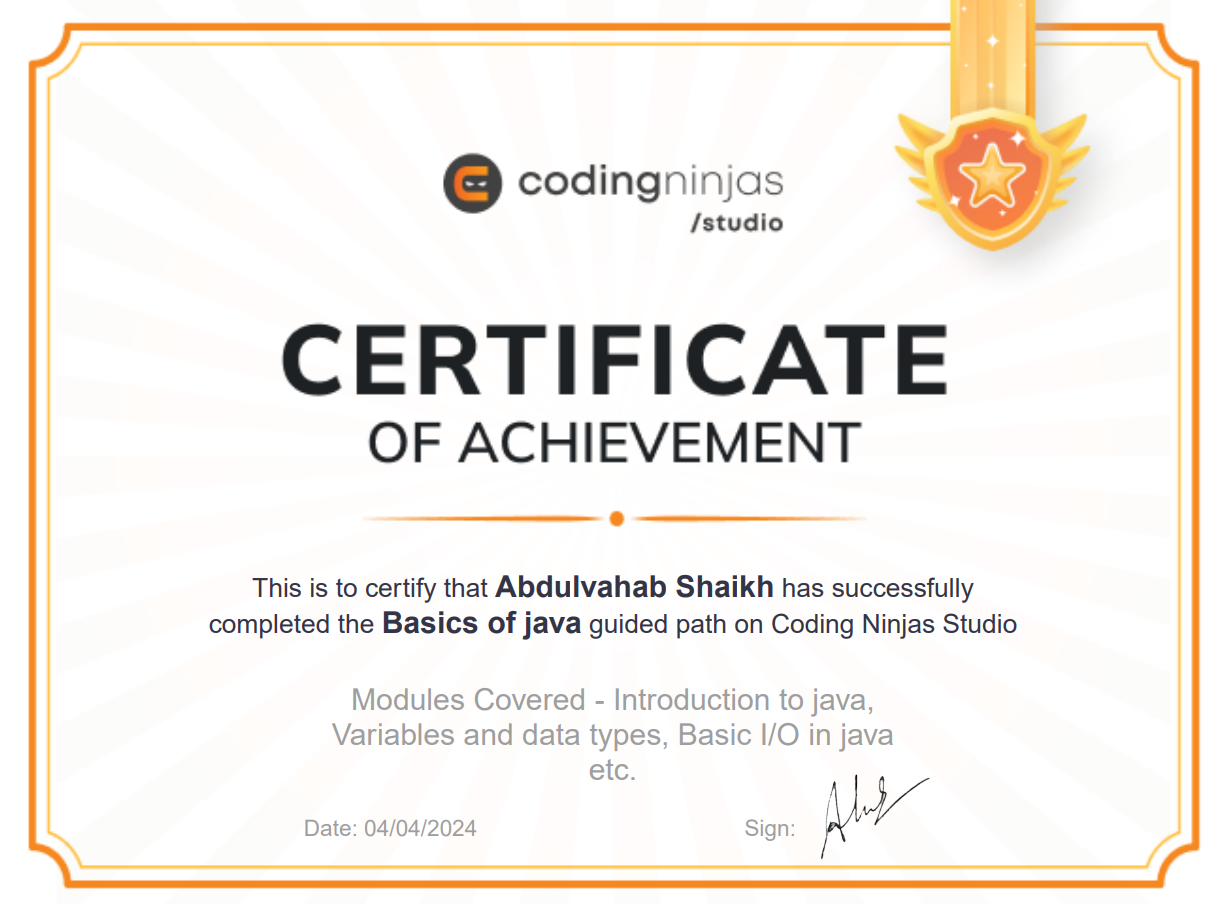 codingninjas
/studio
CERTIFICATE
OF ACHIEVEMENT
This is to certify that Abdulvahab Shaikh has successfully
completed the Basics of java guided path on Coding Ninjas Studio
Modules Covered - Introduction to java,
Variables and data types, Basic I/O in java
etc.
Date: 04/04/2024
Sign: